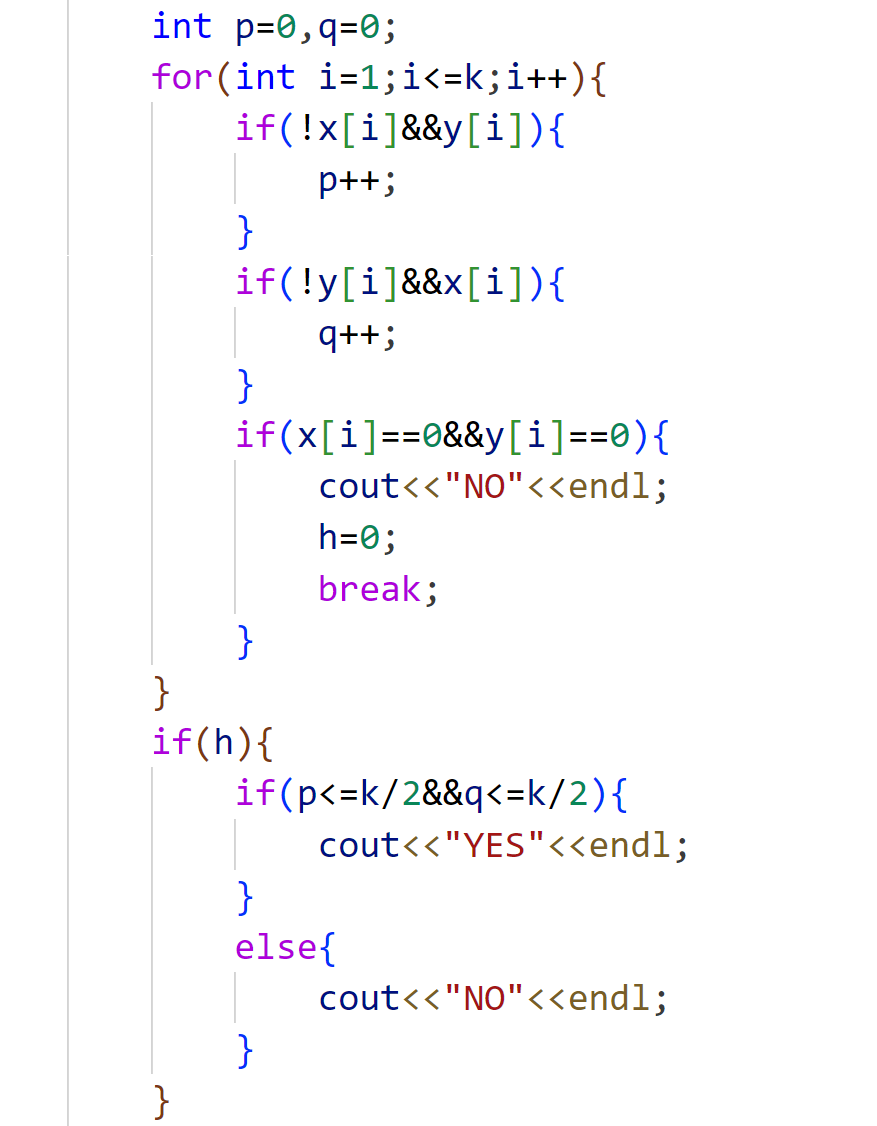 int p=0,q=0;
for(int i=1;i<=k;i++){
if(!x[i]&&y[i]){
p++;
}
if(!y[i]&&x[i]){
q++;
}
if(x[i]==0&&y[i]==0){
cout<<"NO"<<endl;
h=0;
break;
}
}
if(h){
if(p<=k/2&&q<=k/2){
cout<<"YES"<<endl;
}
else{
cout<<"NO"<<endl;
}
}